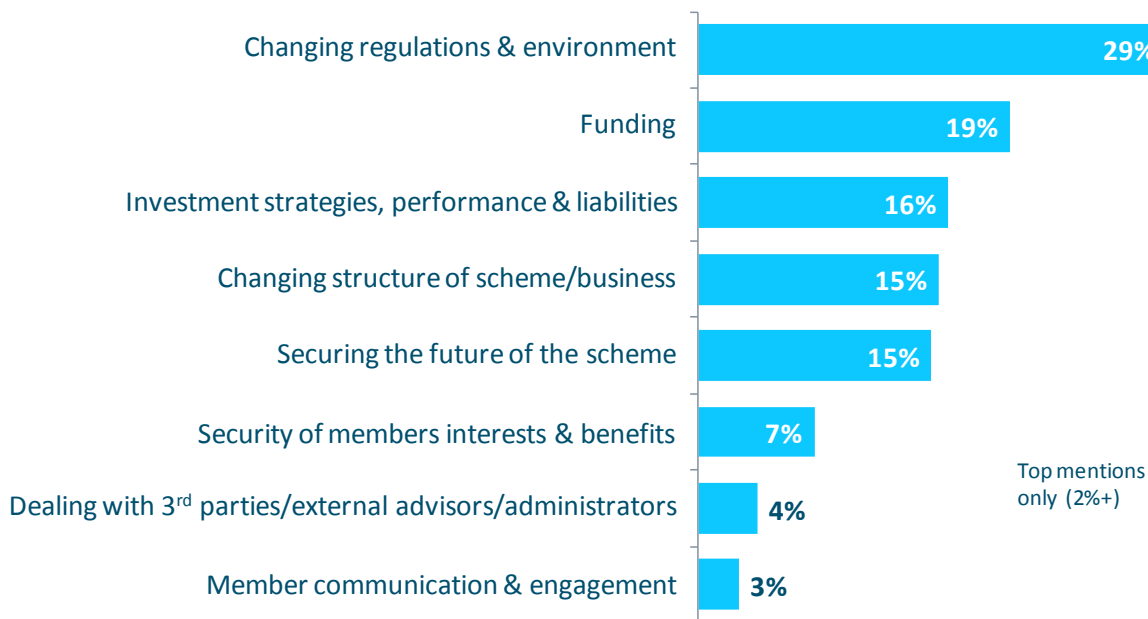 Changing regulations & environment 29%
Funding 19%
Investment strategies, performance & liabilities 16%
Changing structure of scheme/business 15%
Securing the future of the scheme 15%
Security of members interests & benefits 7%
Dealing with 3rd parties/external advisors/administrators 4%
Member communication & engagement 3%
Top mentions
only (2%+)